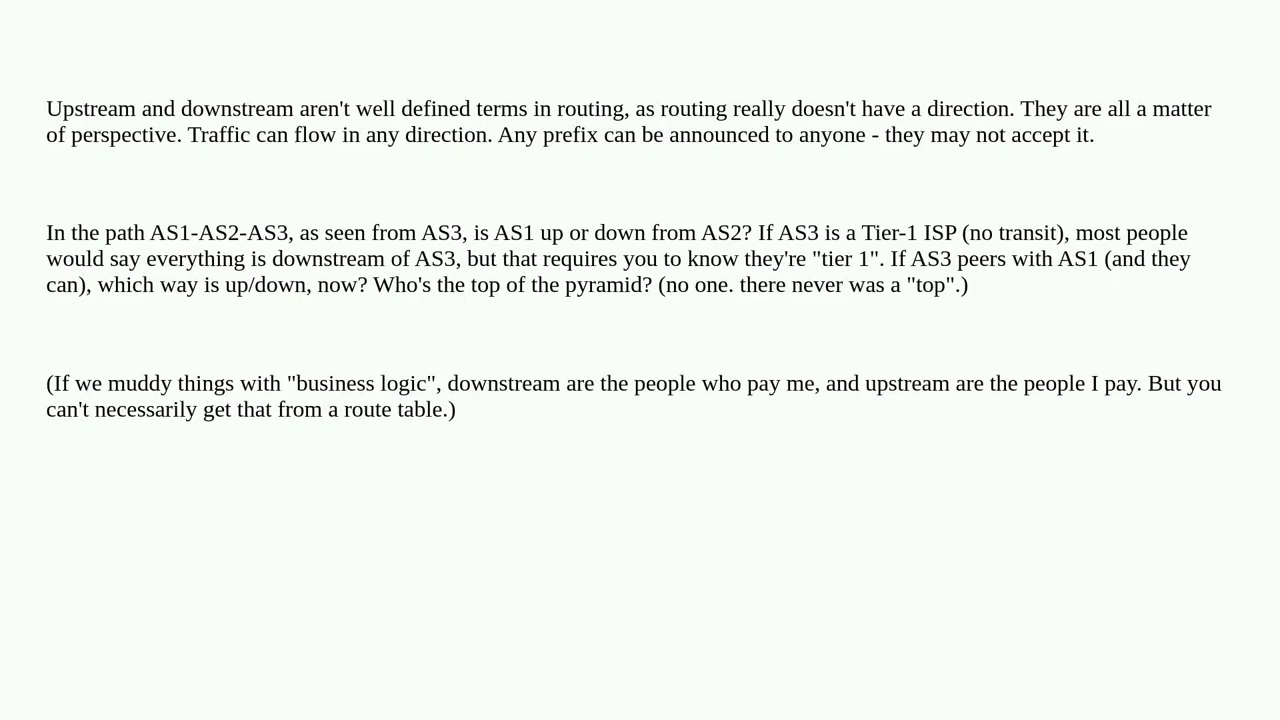 Upstream and downstream aren't well defined terms in routing, as routing really doesn't have a direction. They are all a matter
of perspective. Traffic can flow in any direction. Any prefix can be announced to anyone - they may not accept it.
In the path AS1-AS2-AS3, as seen from AS3, is AS1 up or down from AS2? If AS3 is a Tier-1 ISP (no transit), most people
would say everything is downstream of AS3, but that requires you to know they're "tier 1". If AS3 peers with AS1 (and they
can), which way is up/down, now? Who's the top of the pyramid? (no one. there never was a "top".)
(If we muddy things with "business logic", downstream are the people who pay me, and upstream are the people I pay. But you
can't necessarily get that from a route table.)